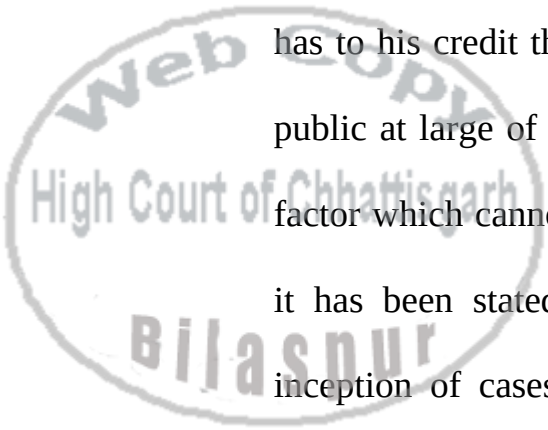 has to his credit th
public at large of
factor which canno
it has been stated
inception of cases
Web Copy
High Court of Chhattisgarh
Bilaspur